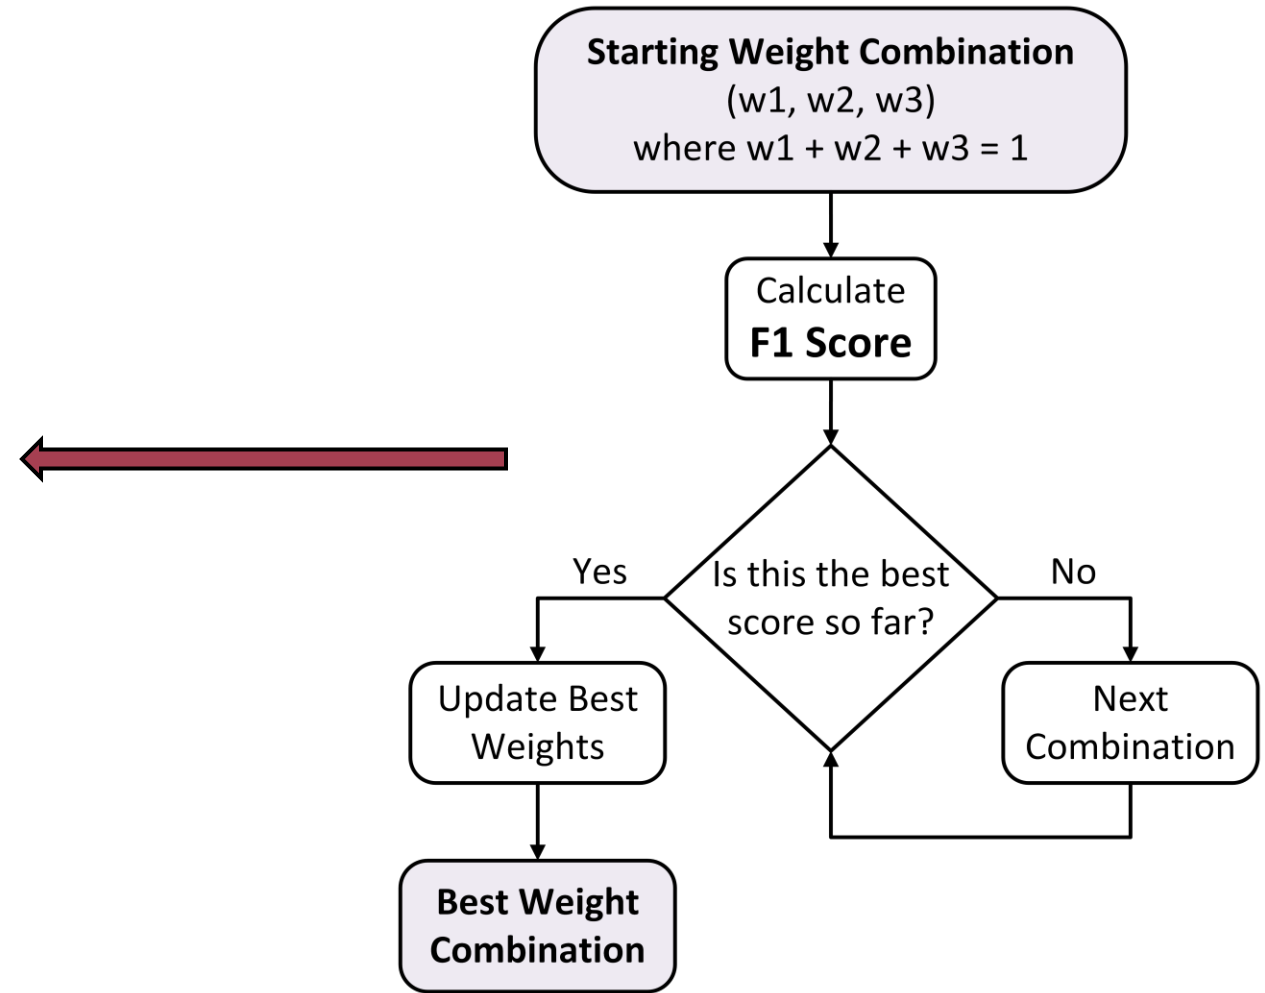 Starting Weight Combination
(w1, w2, w3)
where w1 + w2 + w3 = 1
Calculate
F1 Score
Is this the best
score so far?
Yes
No
Update Best
Weights
Next
Combination
Best Weight
Combination